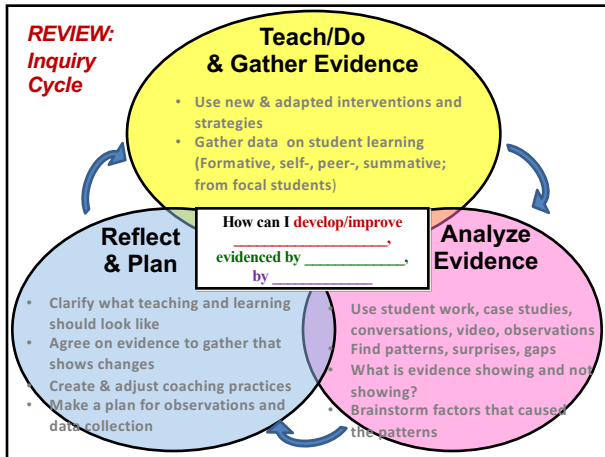 REVIEW:
Inquiry
Cycle
Teach/Do
& Gather Evidence
• Use new & adapted interventions and
strategies
• Gather data on student learning
(Formative, self-, peer-, summative;
from focal students)
How can I develop/improve
______________________,
evidenced by ______________,
by ______________
Reflect
& Plan
• Clarify what teaching and learning
should look like
• Agree on evidence to gather that
shows changes
• Create & adjust coaching practices
• Make a plan for observations and
data collection
Analyze
Evidence
• Use student work, case studies,
conversations, video, observations
• Find patterns, surprises, gaps
• What is evidence showing and not
showing?
• Brainstorm factors that caused
the patterns